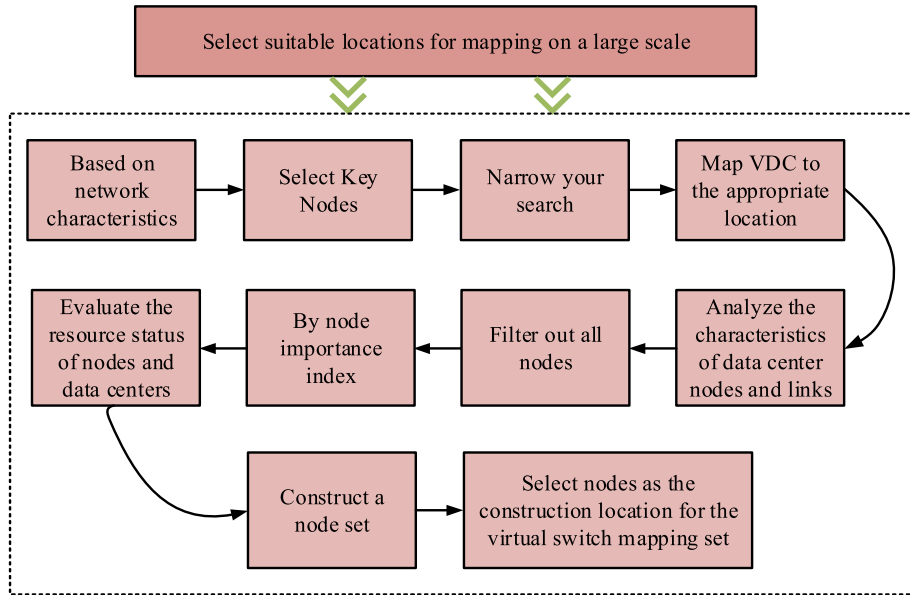 Select suitable locations for mapping on a large scale
Based on
network
characteristics
Select Key
Nodes
Narrow your
search
Map VDC to
the appropriate
location
Evaluate the
resource status
of nodes and
data centers
By node
importance
index
Filter out all
nodes
Analyze the
characteristics
of data center
nodes and links
Construct a
node set
Select nodes as the
construction location for the
virtual switch mapping set